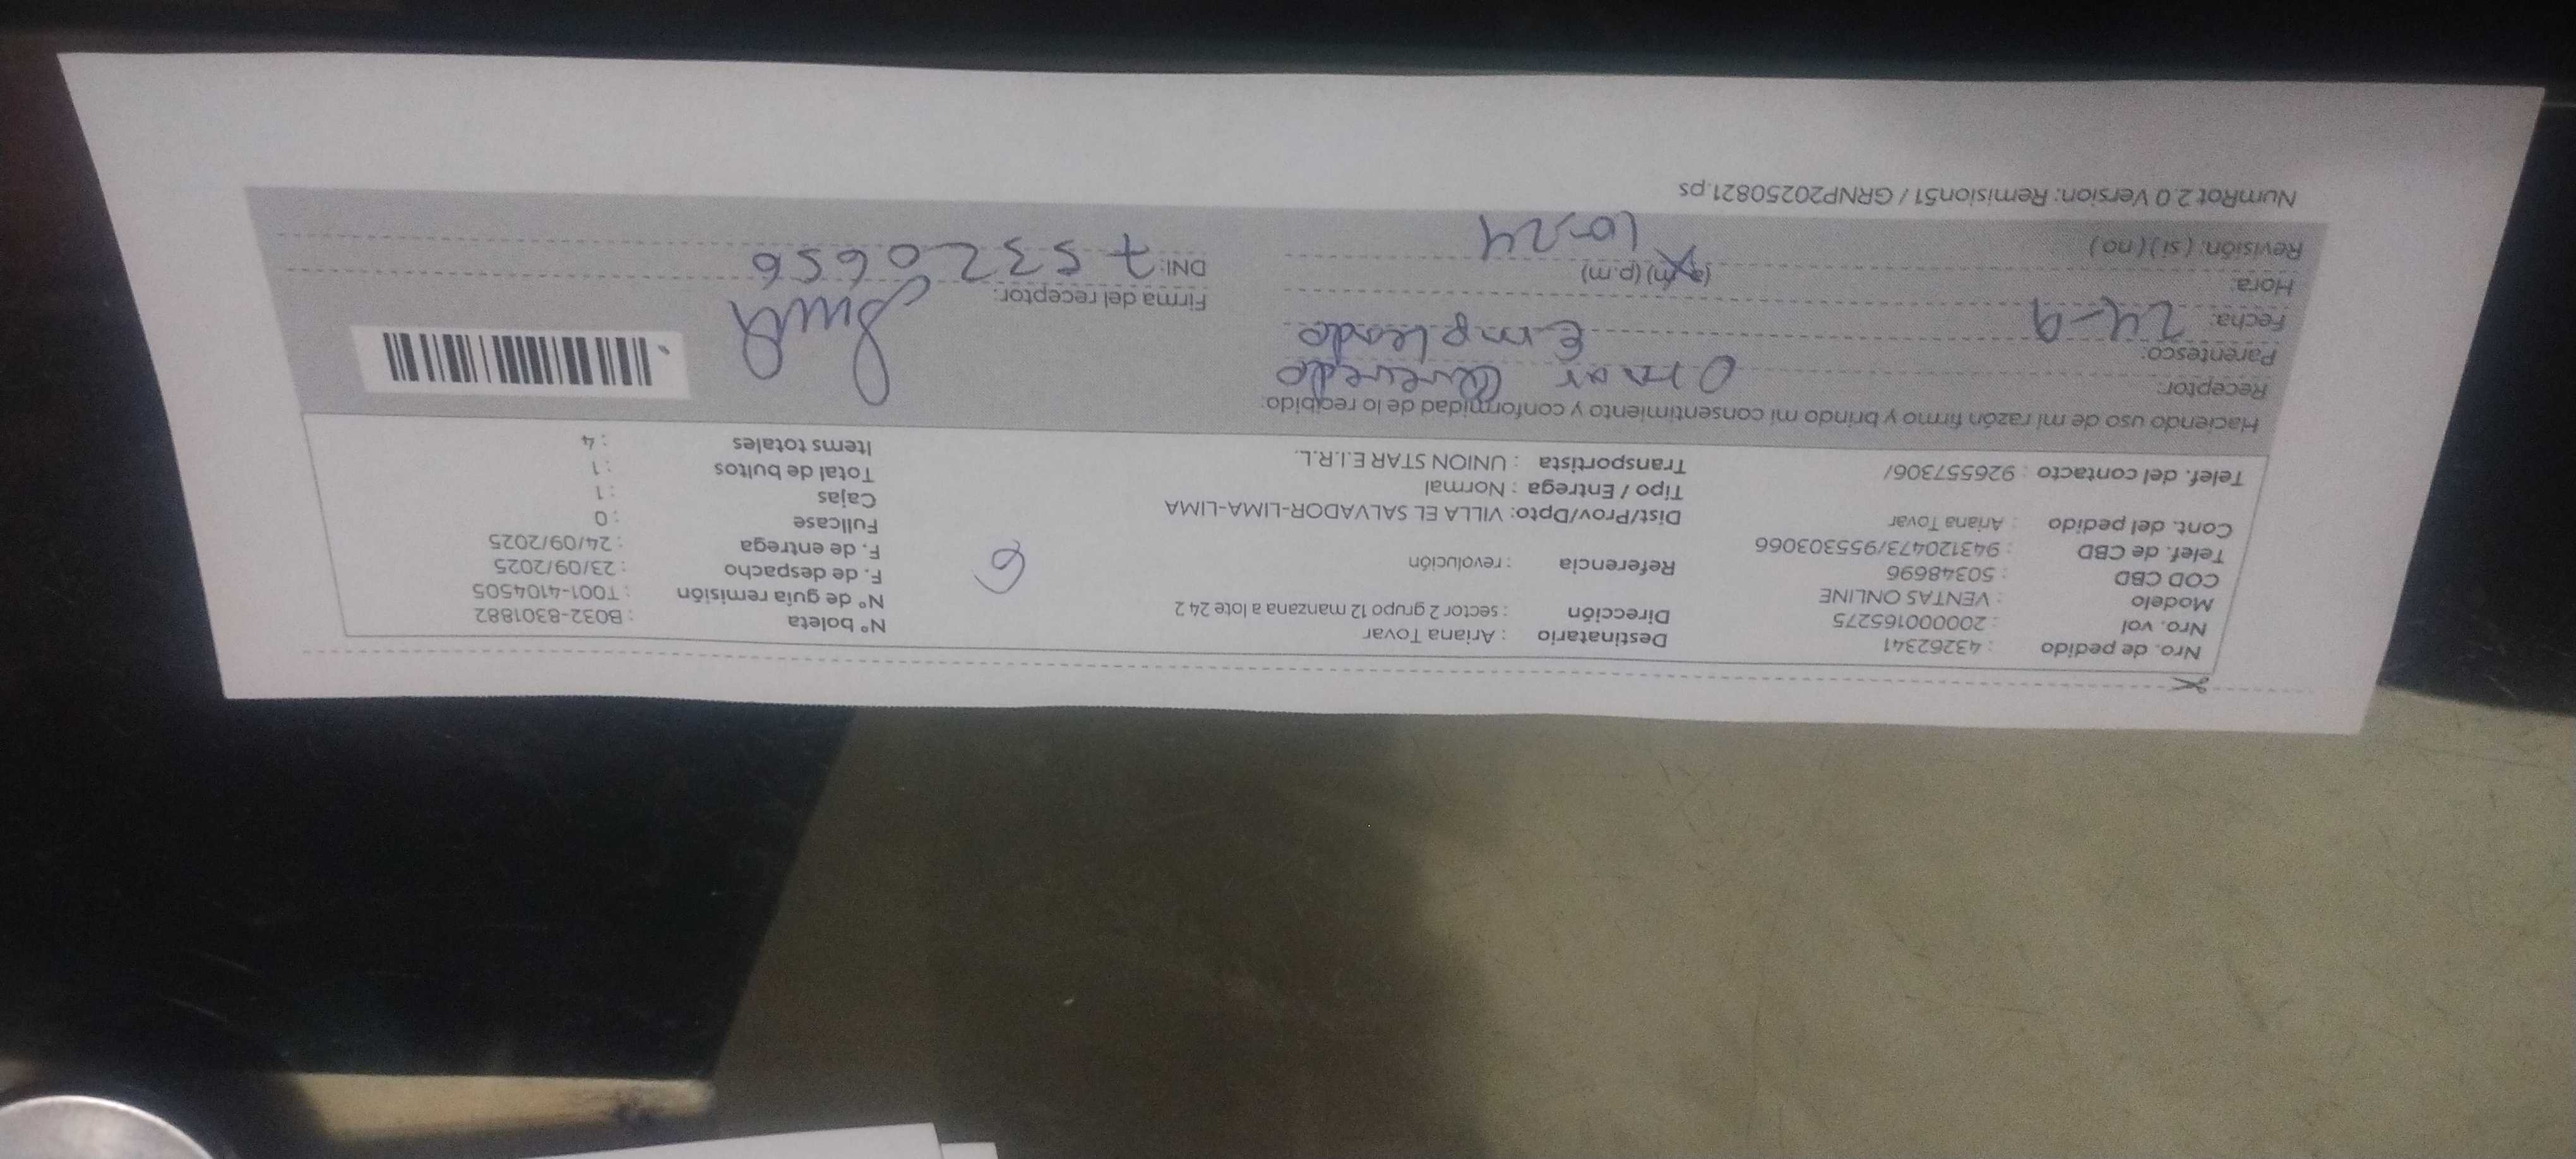 Nro. de pedido : 43262341
Nro. vol : 200000165275
Modelo : VENTAS ONLINE
COD CBD : 50348696
Telef. de CBD : 943120473/955303066
Cont. del pedido : Ariana Tovar
Telef. del contacto : 926557306/
Destinatario : Ariana Tovar
Dirección : sector 2 grupo 12 manzana a lote 24 2
Referencia : revolución
Dist/Prov/Dpto: VILLA EL SALVADOR-LIMA-LIMA
Tipo / Entrega : Normal
Transportista : UNION STAR E.I.R.L.
6
N° boleta : B032-8301882
N° de guía remisión : T001-4104505
F. de despacho : 23/09/2025
F. de entrega : 24/09/2025
Fullcase : 0
Cajas : 1
Total de bultos : 1
Items totales : 4
Haciendo uso de mi razón firmo y brindo mi consentimiento y conformidad de lo recibido:
Receptor: Omar Quevedo
Parentesco: Empleado
Fecha: 24-9
Hora: (a.m) (p.m)
10-24
Revisión: ( si ) ( no )
Firma del receptor:
DNI: 75320656
NumRot 2.0 Version: Remision51 / GRNP20250821.ps